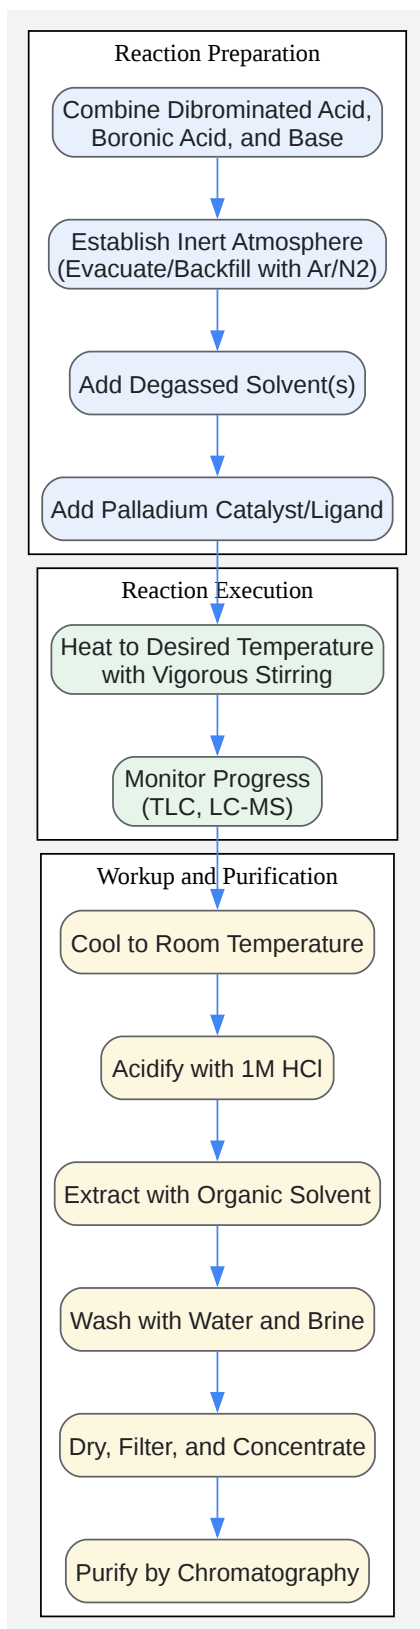 Reaction Preparation
Combine Dibrominated Acid,
Boronic Acid, and Base
Establish Inert Atmosphere
(Evacuate/Backfill with Ar/N2)
Add Degassed Solvent(s)
Add Palladium Catalyst/Ligand
Reaction Execution
Heat to Desired Temperature
with Vigorous Stirring
Monitor Progress
(TLC, LC-MS)
Workup and Purification
Cool to Room Temperature
Acidify with 1M HCl
Extract with Organic Solvent
Wash with Water and Brine
Dry, Filter, and Concentrate
Purify by Chromatography